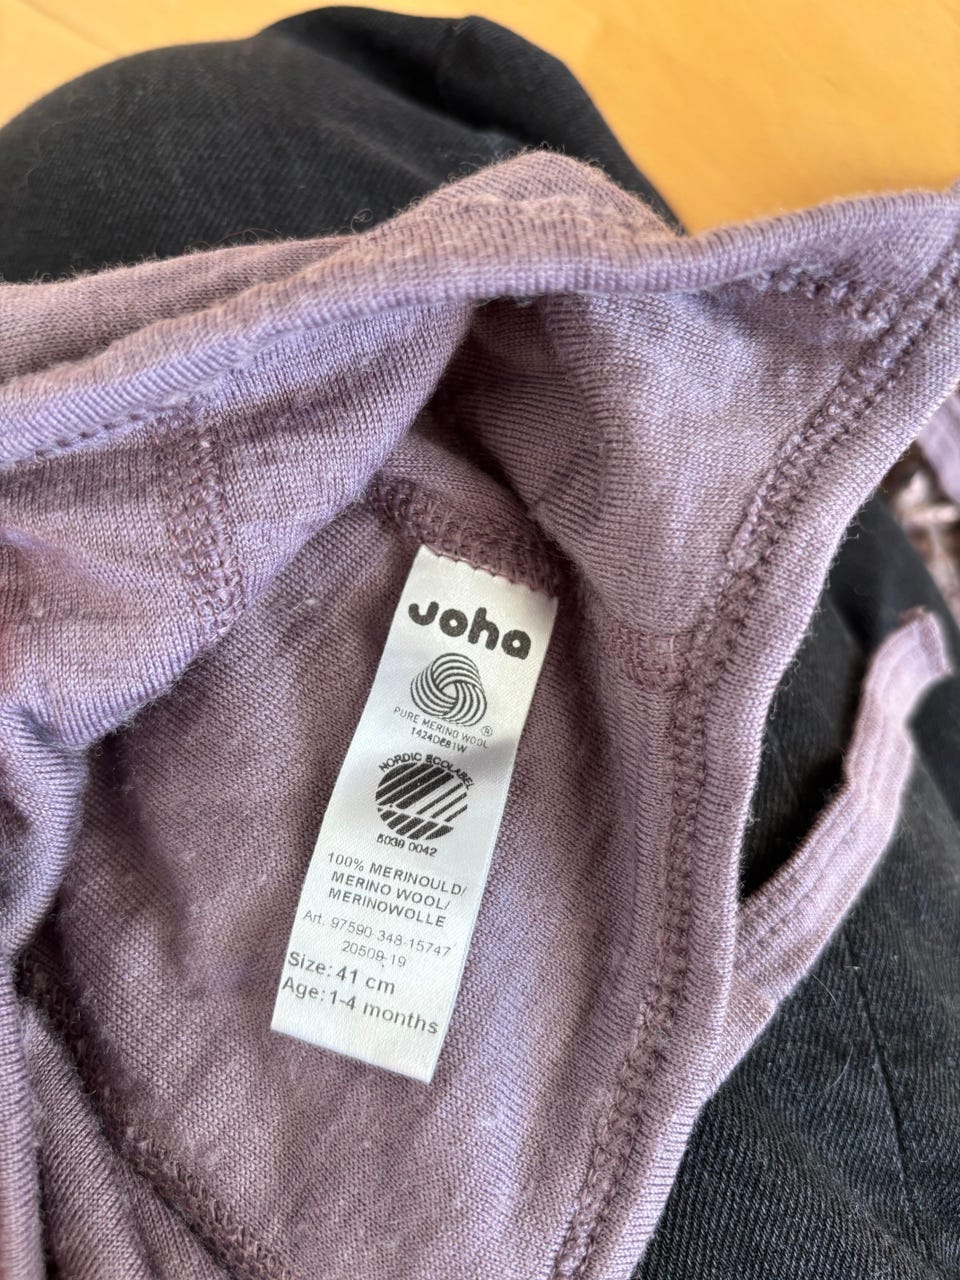 Joha
PURE MERINO WOOL ®
1424DE81W
NORDIC ECOLABEL
5039 0042
100% MERINOULD/
MERINO WOOL/
MERINOWOLLE
Art. 97590-348-15747
20509-19
Size: 41 cm
Age: 1-4 months